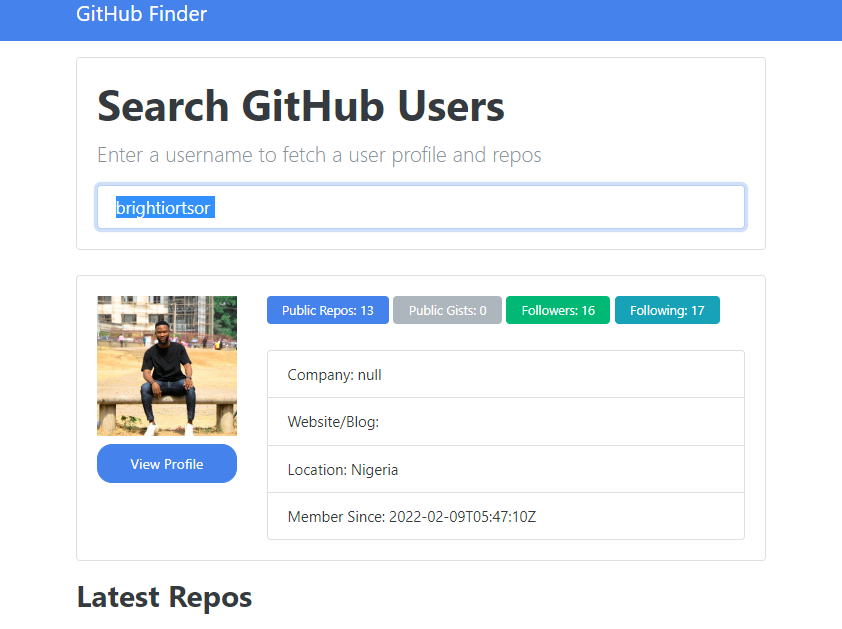 GitHub Finder
Search GitHub Users
Enter a username to fetch a user profile and repos
brightiortsor
Public Repos: 13 Public Gists: 0 Followers: 16 Following: 17
Company: null
Website/Blog:
Location: Nigeria
View Profile
Member Since: 2022-02-09T05:47:10Z
Latest Repos